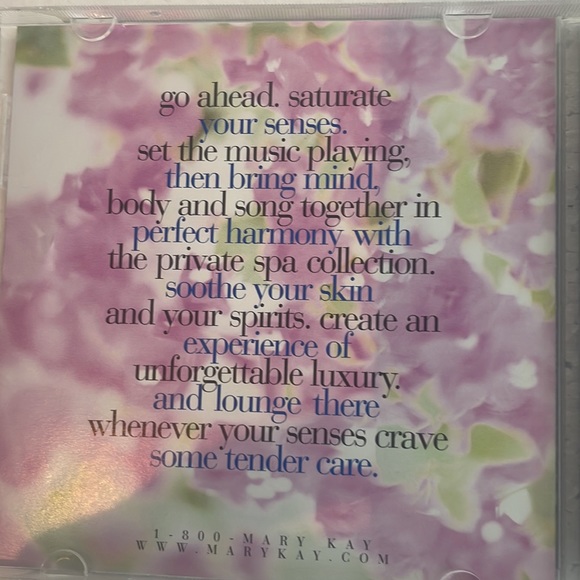 go ahead. saturate
your senses.
set the music playing,
then bring mind,
body and song together in
perfect harmony with
the private spa collection.
soothe your skin
and your spirits. create an
experience of
unforgettable luxury.
and lounge there
whenever your senses crave
some tender care.
1-800-MARY KAY
WWW.MARYKAY.COM